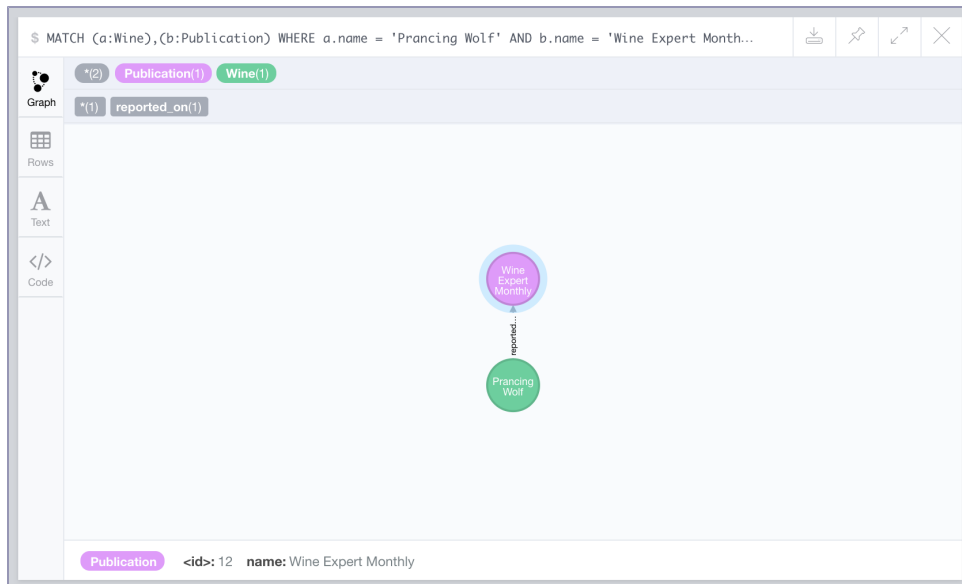 $ MATCH (a:Wine),(b:Publication) WHERE a.name = 'Prancing Wolf' AND b.name = 'Wine Expert Month…
Graph
Rows
A
Text
</>
Code
*(2) Publication(1) Wine(1)
*(1) reported_on(1)
Wine
Expert
Monthly
reported…
Prancing
Wolf
Publication <id>: 12 name: Wine Expert Monthly